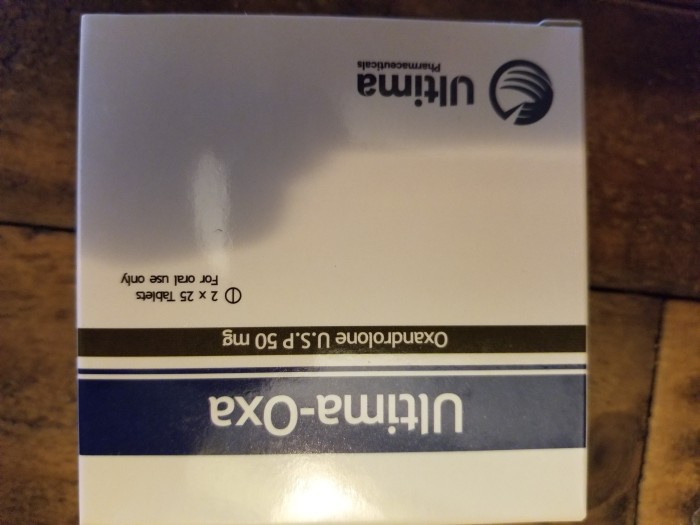 Ultima-Oxa
Oxandrolone U.S.P 50 mg
2 x 25 Tablets
For oral use only
Ultima
Pharmaceuticals